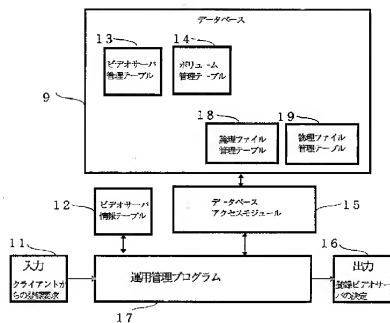 データベース
13
ビデオサーバ
管理テーブル
14
ボリューム
管理テーブル
9
18
論理ファイル
管理テーブル
19
物理ファイル
管理テーブル
12
ビデオサーバ
情報テーブル
データベース
アクセスモジュール
15
11
入力
クライアントか
らの登録要求
運用管理プログラム
17
16
出力
登録ビデオサー
バの決定